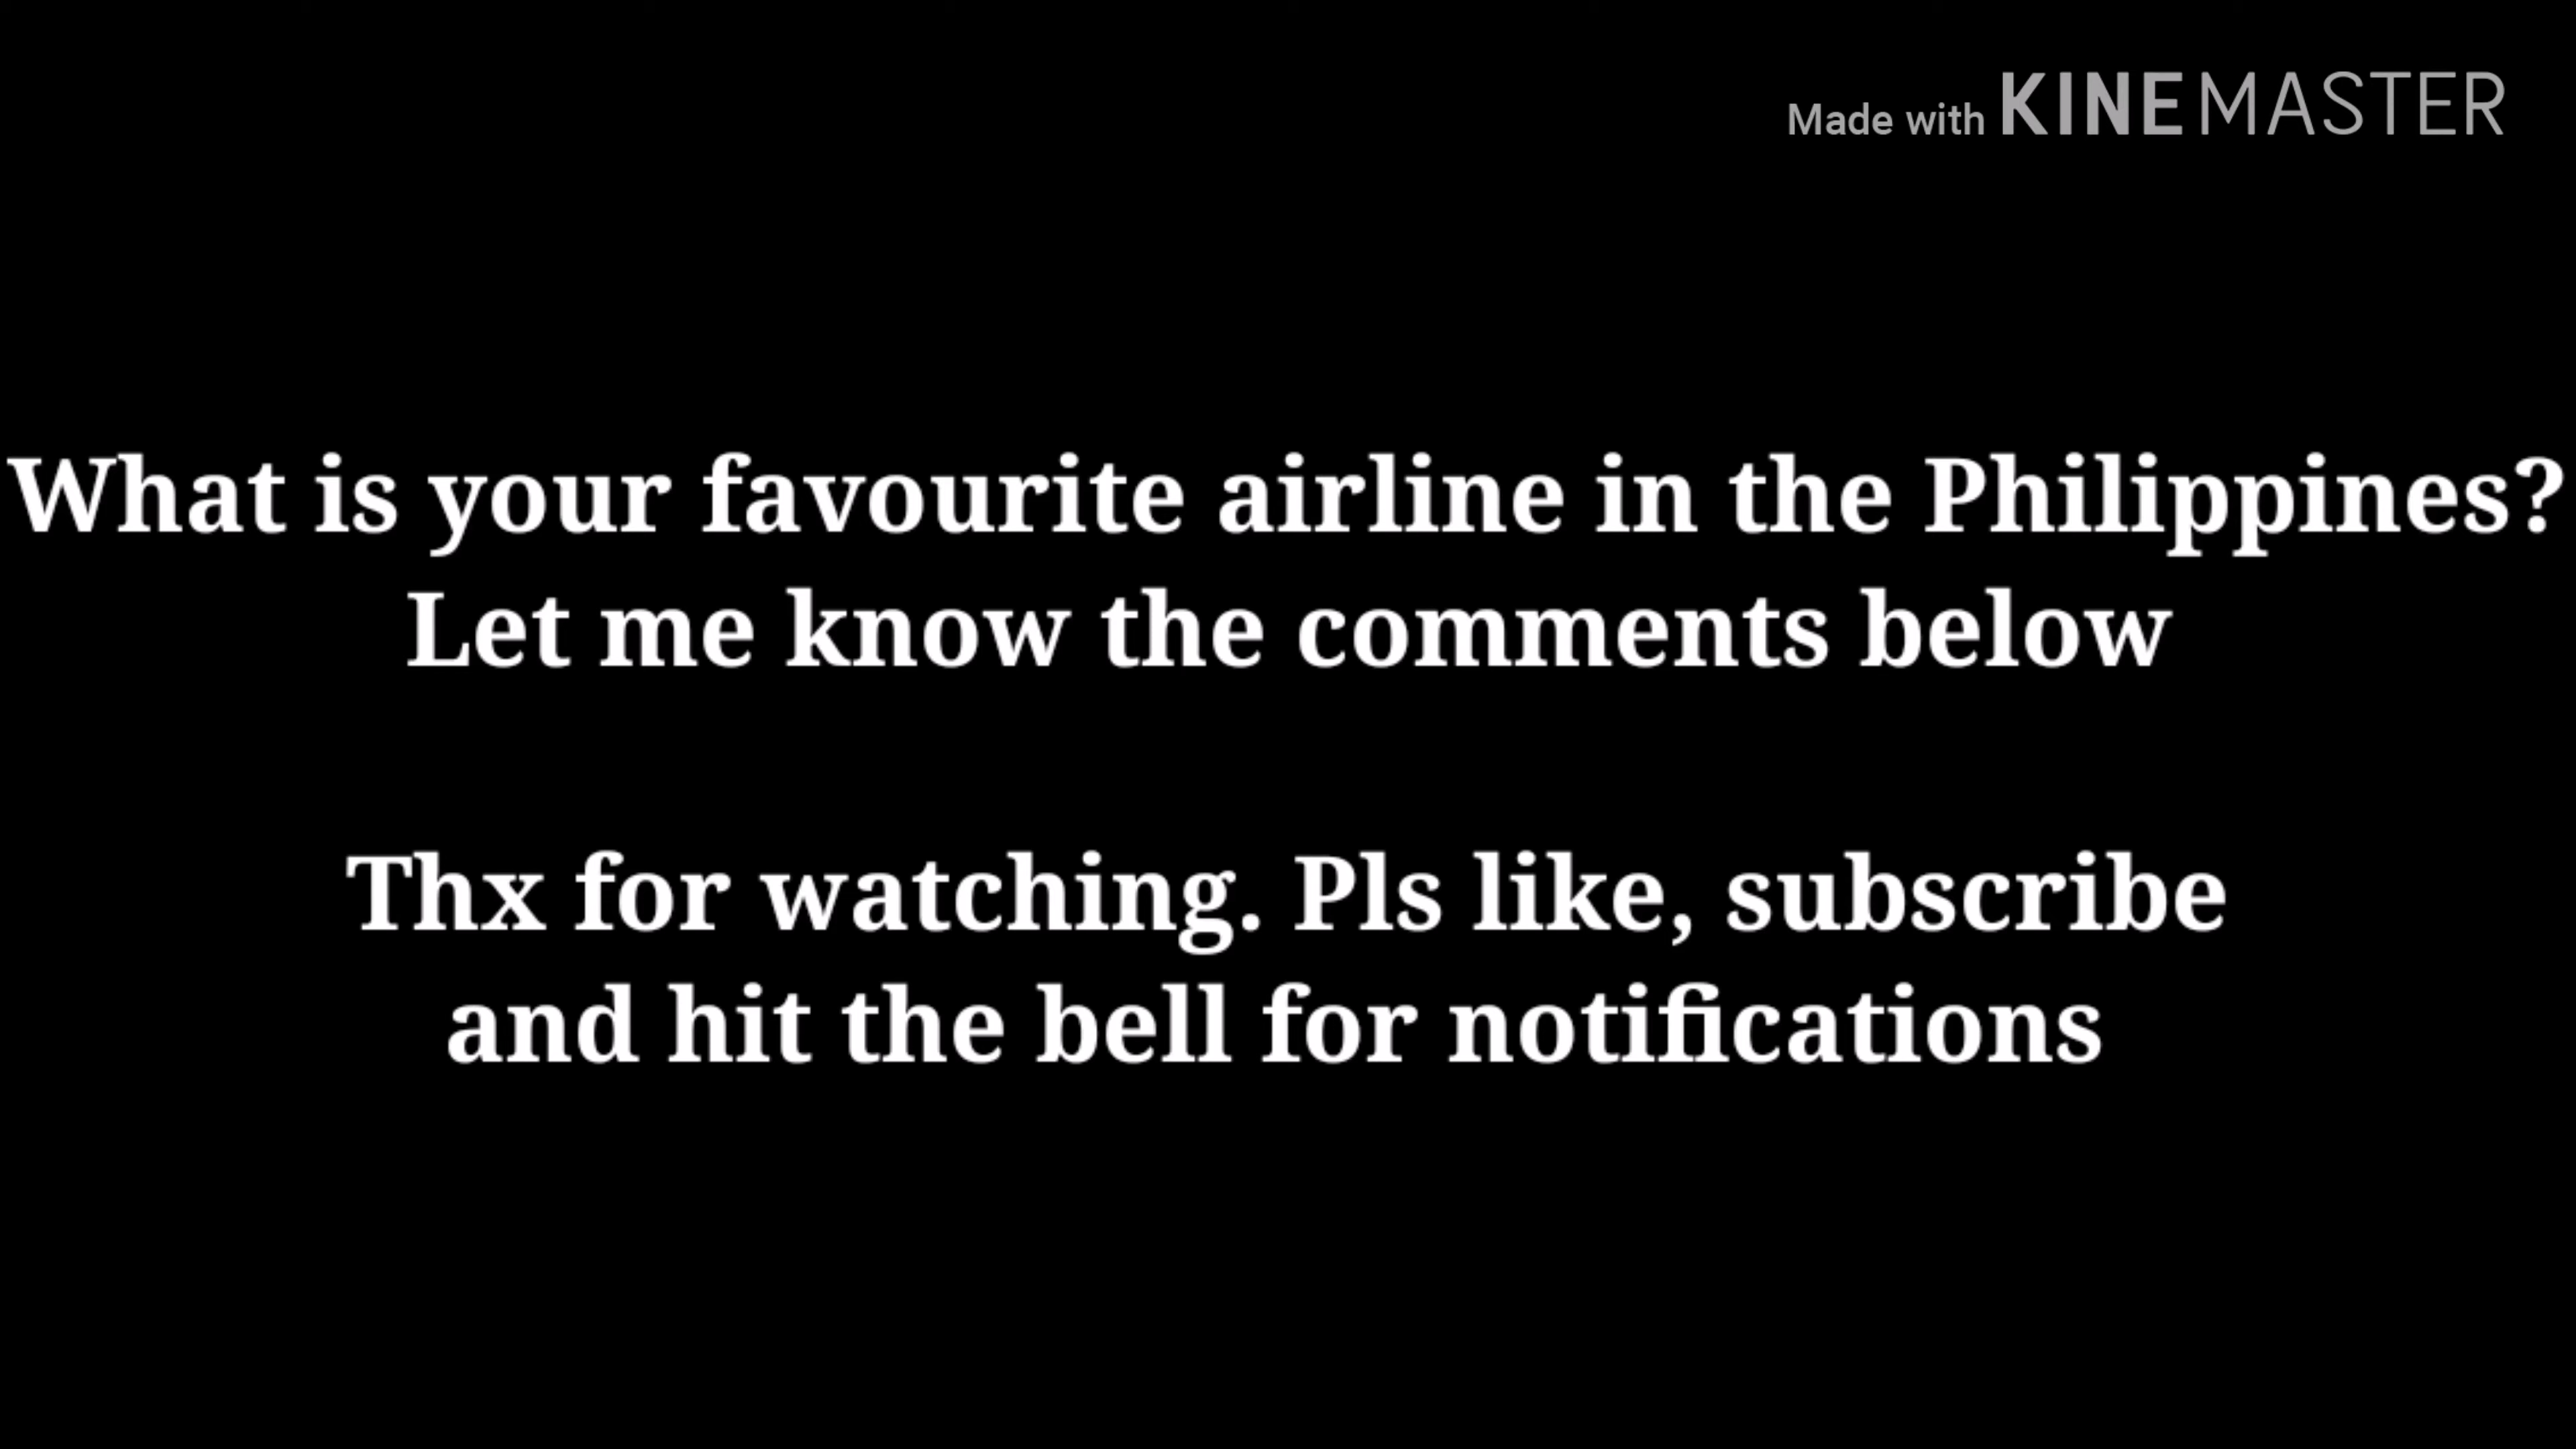 Made with KINEMASTER
What is your favourite airline in the Philippines?
Let me know the comments below
Thx for watching. Pls like, subscribe
and hit the bell for notifications